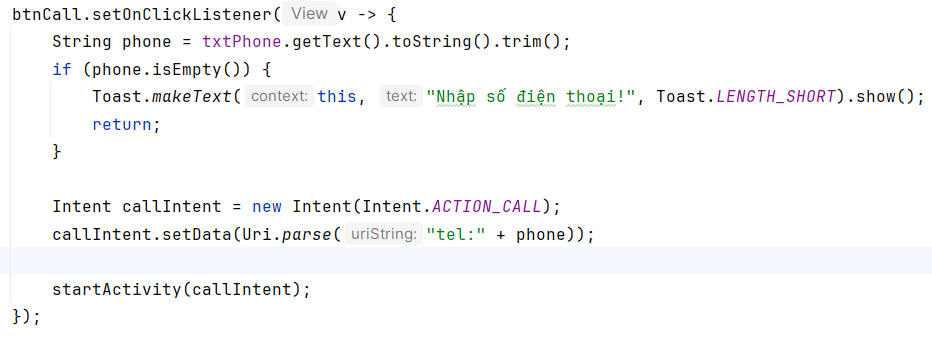 btnCall.setOnClickListener( View v -> {
    String phone = txtPhone.getText().toString().trim();
    if (phone.isEmpty()) {
        Toast.makeText( context: this, text: "Nhập số điện thoại!", Toast.LENGTH_SHORT).show();
        return;
    }
    Intent callIntent = new Intent(Intent.ACTION_CALL);
    callIntent.setData(Uri.parse( uriString: "tel:" + phone));
    startActivity(callIntent);
});